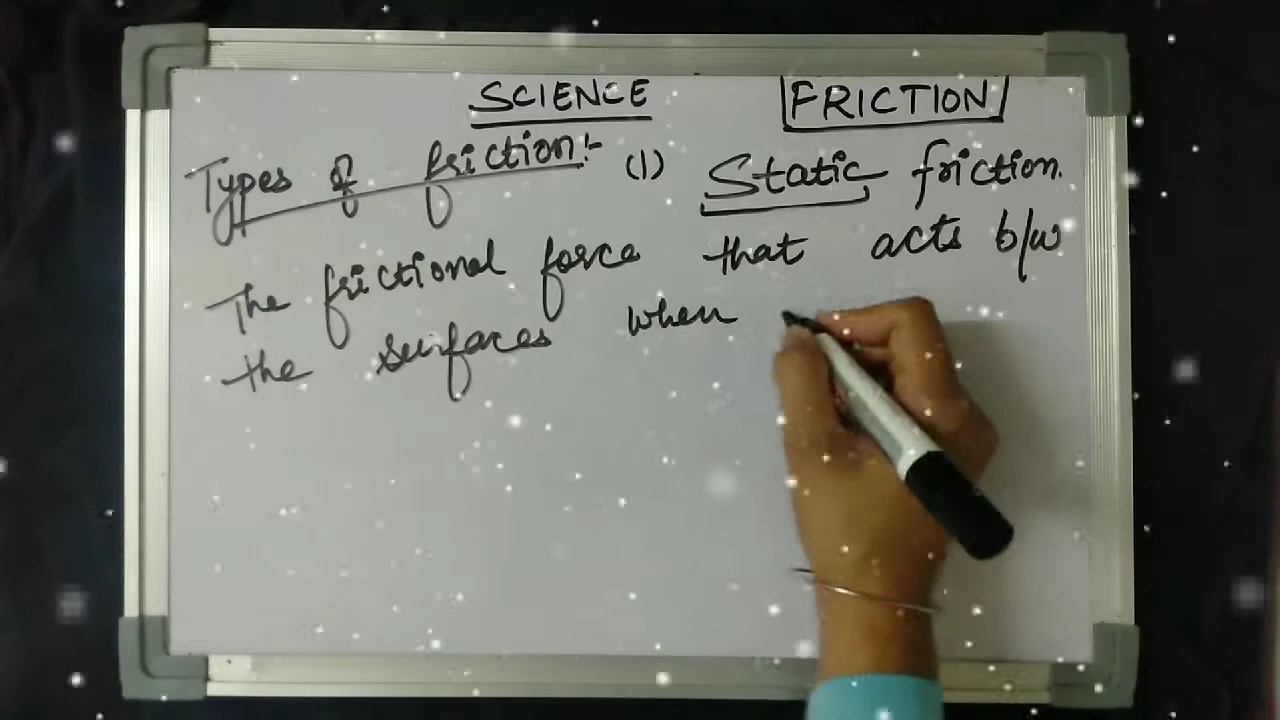 SCIENCE FRICTION
Types of friction:- (1) Static friction.
The frictional force that acts b/w
the surfaces when